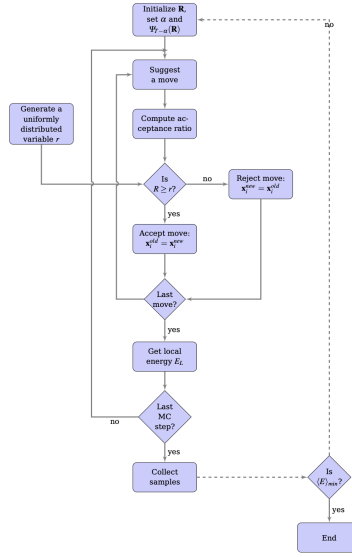 Initialize R,
set α and
Ψ_{T−α}(R)
no
Suggest
a move
Generate a
uniformly
distributed
variable r
Compute ac-
ceptance ratio
Is
R ≥ r?
no
Reject move:
x_i^{new} = x_i^{old}
yes
Accept move:
x_i^{old} = x_i^{new}
Last
move?
yes
Get local
energy E_L
Last
MC
step?
no
yes
Collect
samples
Is
⟨E⟩_{min}?
yes
End